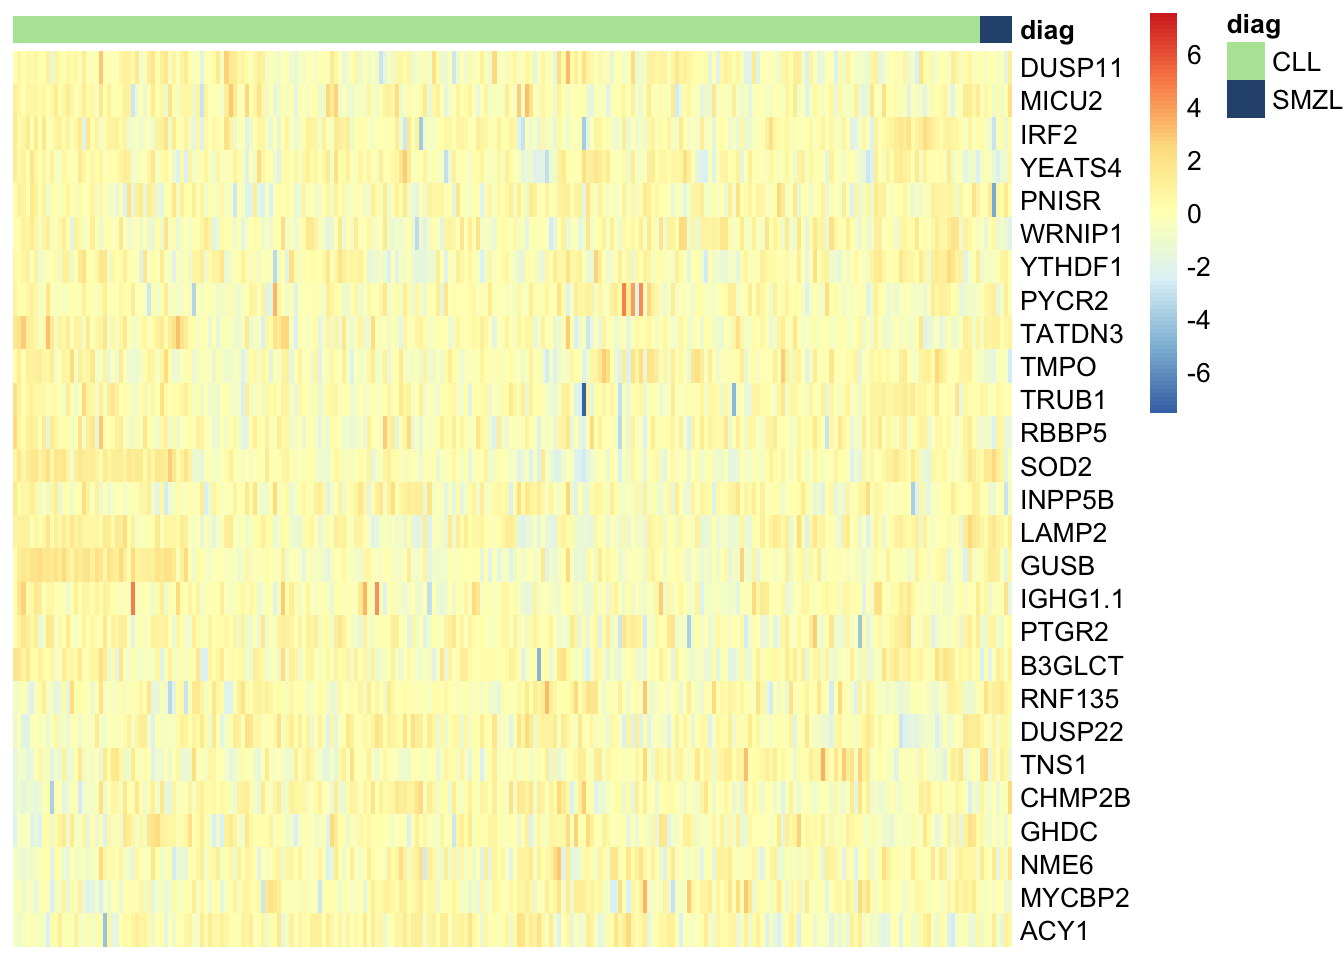 diag
DUSP11
MICU2
IRF2
YEATS4
PNISR
WRNIP1
YTHDF1
PYCR2
TATDN3
TMPO
TRUB1
RBBP5
SOD2
INPP5B
LAMP2
GUSB
IGHG1.1
PTGR2
B3GLCT
RNF135
DUSP22
TNS1
CHMP2B
GHDC
NME6
MYCBP2
ACY1
6
4
2
0
-2
-4
-6
diag
CLL
SMZL